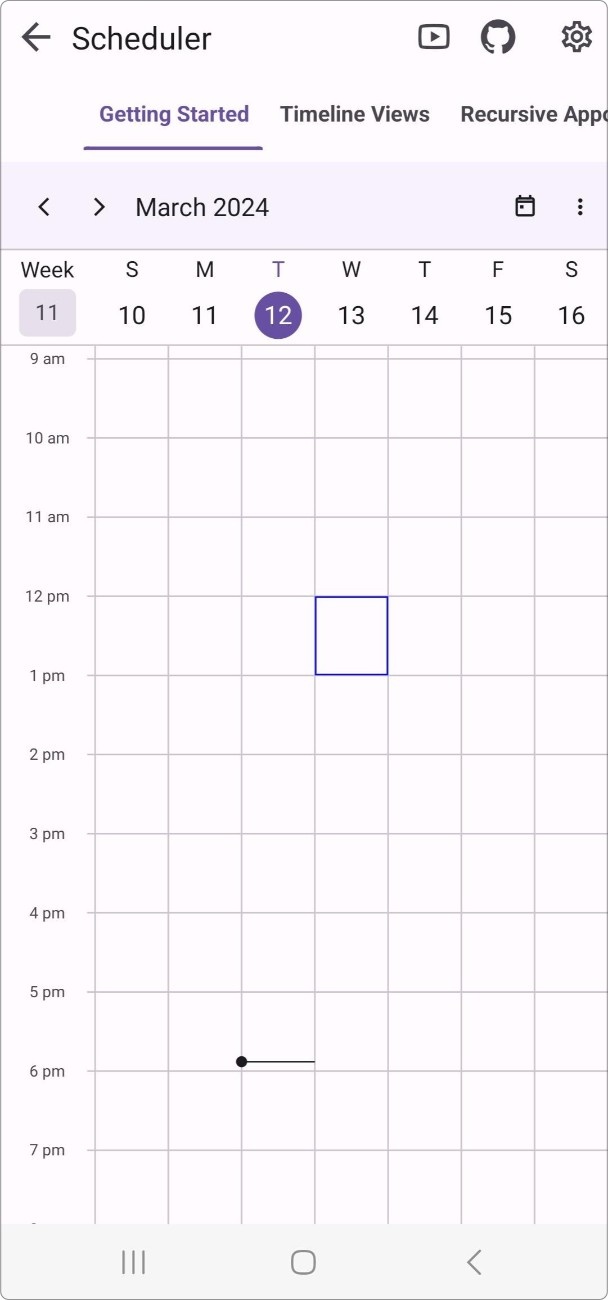 Scheduler
Getting Started Timeline Views Recursive Appo
March 2024
Week S M T W T F S
11 10 11 12 13 14 15 16
9 am
10 am
11 am
12 pm
1 pm
2 pm
3 pm
4 pm
5 pm
6 pm
7 pm